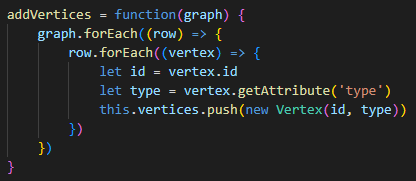 addVertices = function(graph) {
    graph.forEach((row) => {
        row.forEach((vertex) => {
            let id = vertex.id
            let type = vertex.getAttribute('type')
            this.vertices.push(new Vertex(id, type))
        })
    })
}